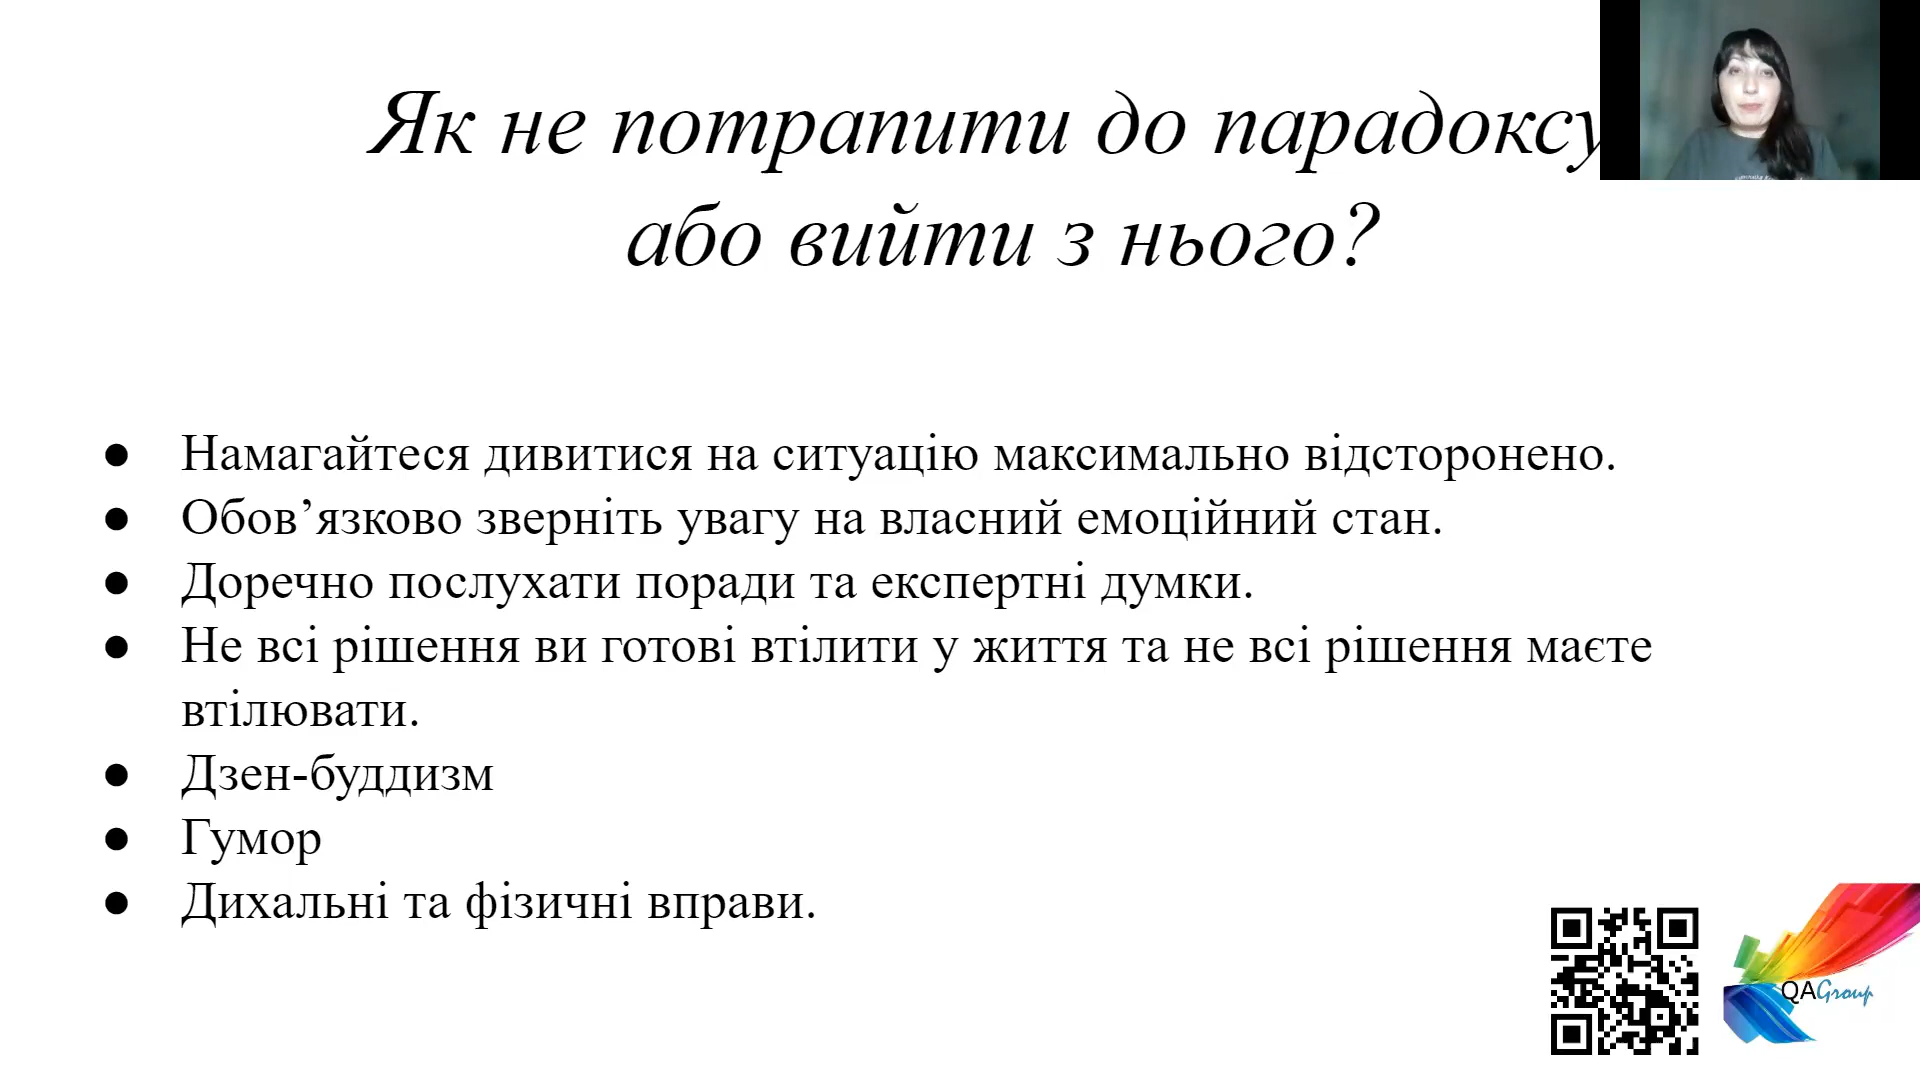 Як не потрапити до парадоксу
або вийти з нього?
● Намагайтеся дивитися на ситуацію максимально відсторонено.
● Обов’язково зверніть увагу на власний емоційний стан.
● Доречно послухати поради та експертні думки.
● Не всі рішення ви готові втілити у життя та не всі рішення маєте
втілювати.
● Дзен-буддизм
● Гумор
● Дихальні та фізичні вправи.
QAGroup